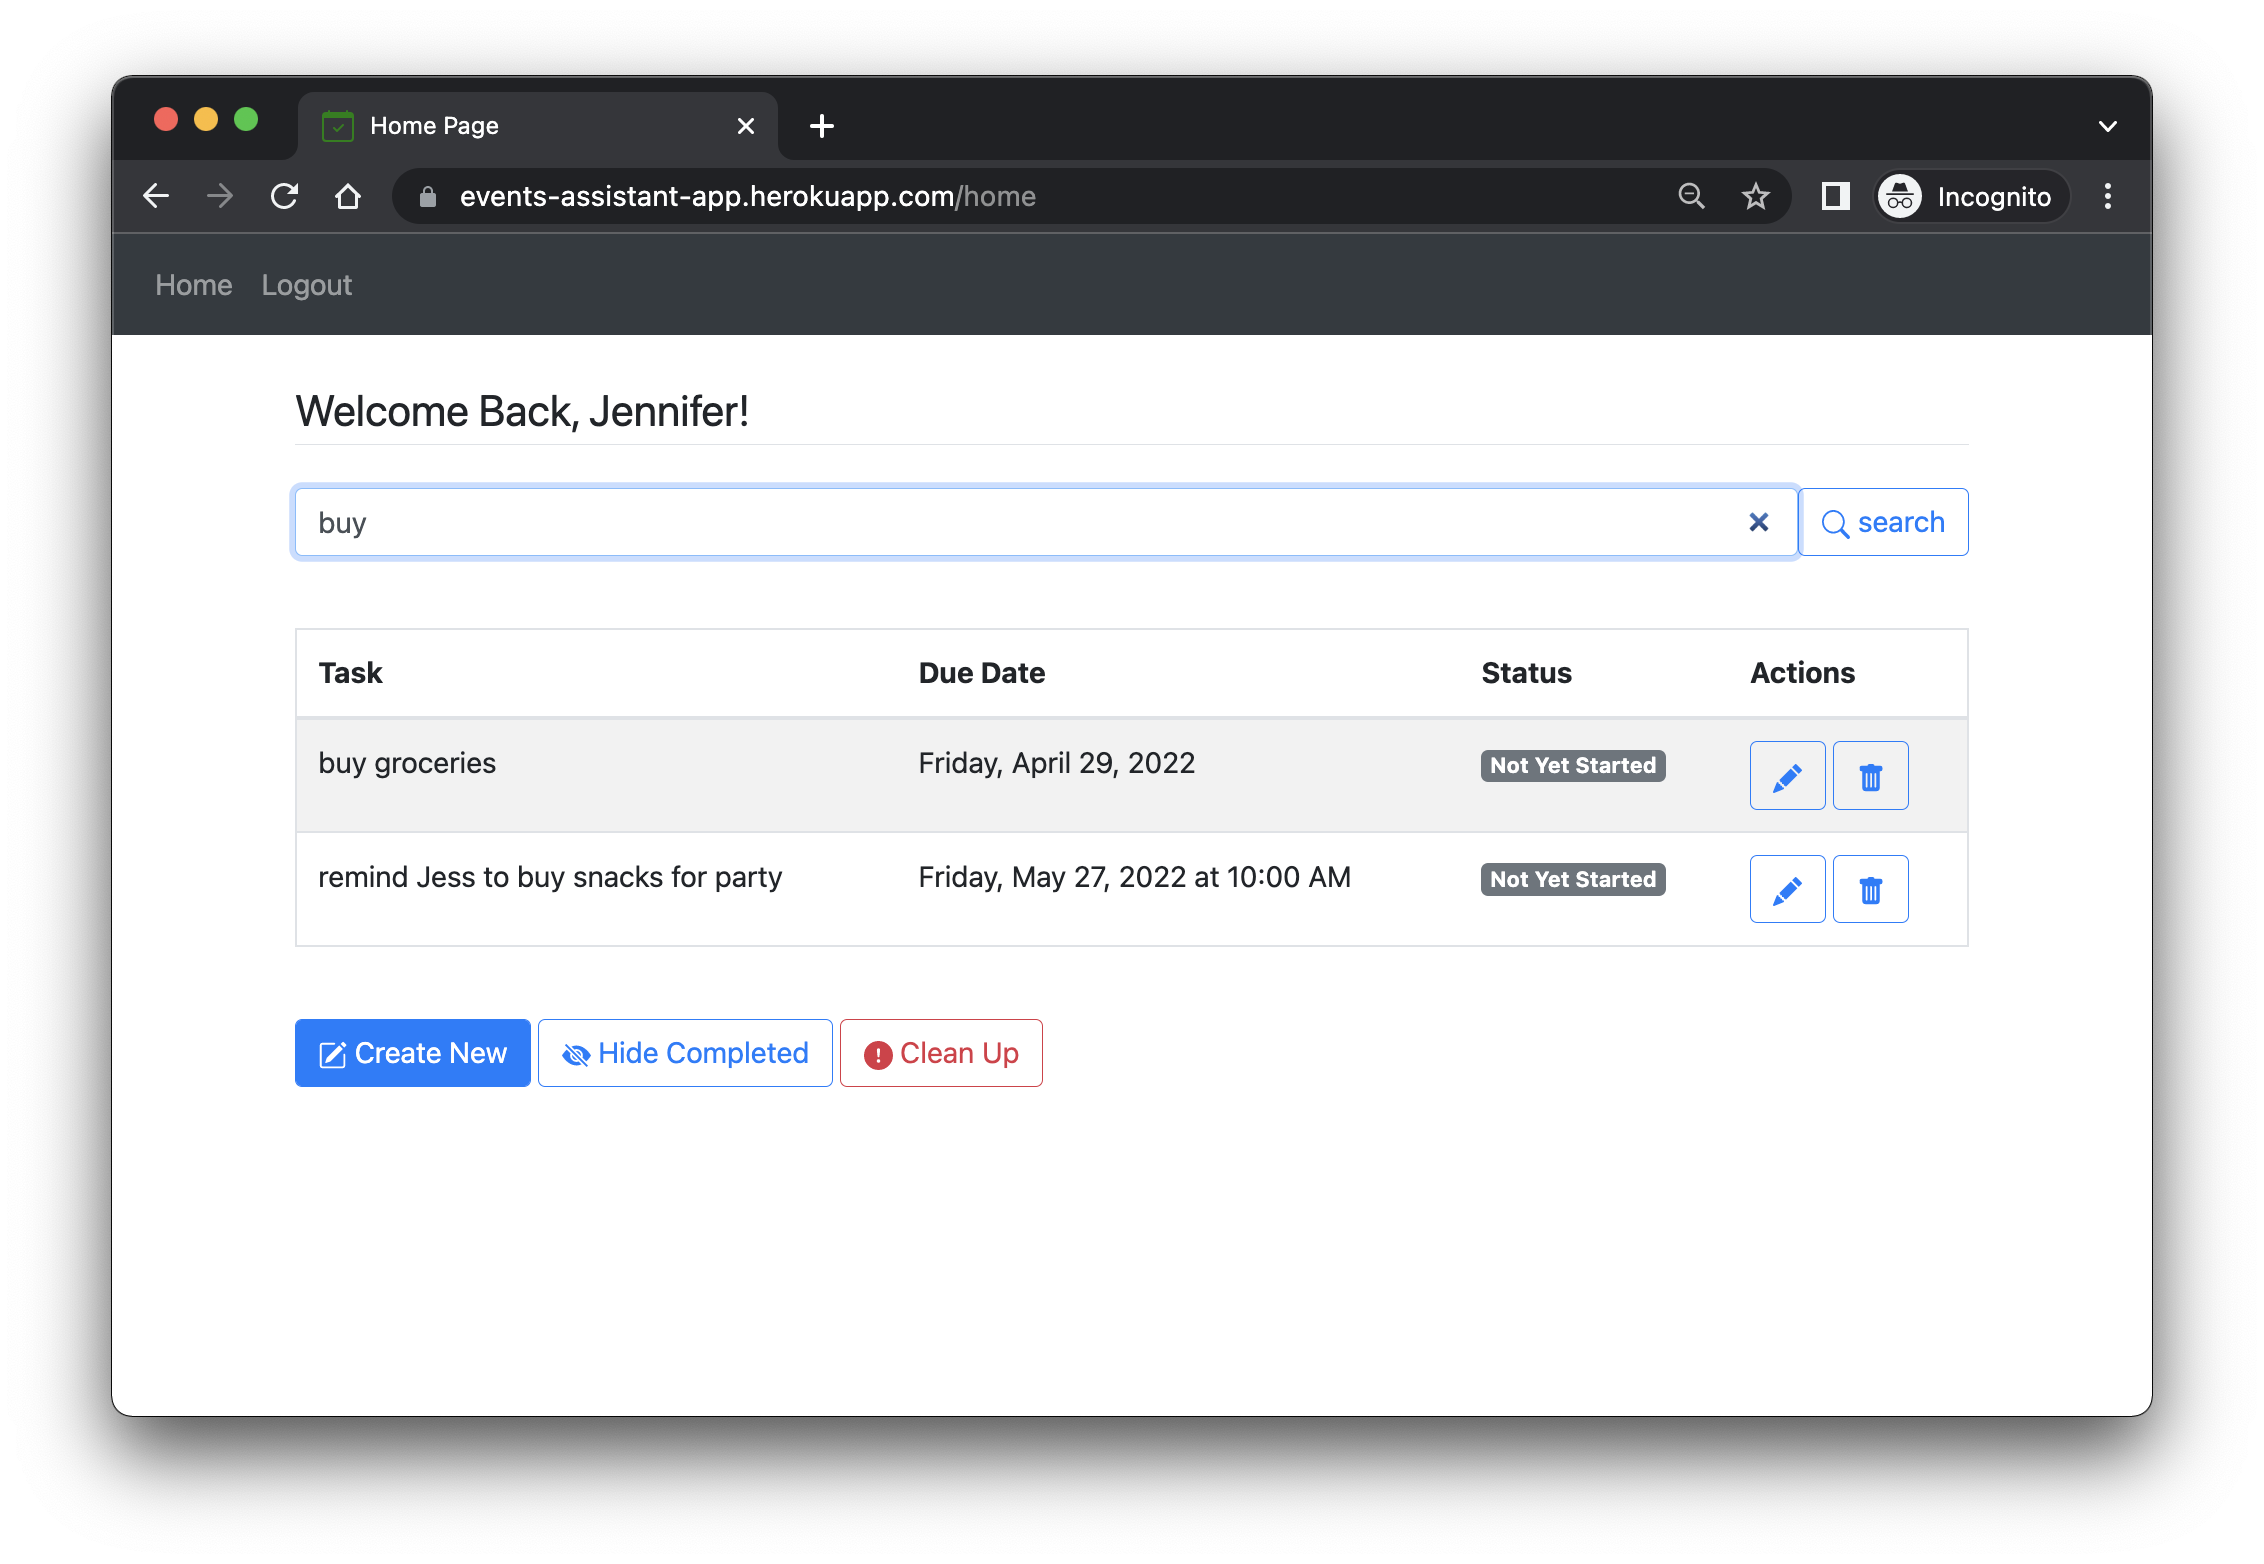 Home Page
events-assistant-app.herokuapp.com/home
Incognito
Home Logout
Welcome Back, Jennifer!
buy
search
Task Due Date Status Actions
buy groceries Friday, April 29, 2022 Not Yet Started
remind Jess to buy snacks for party Friday, May 27, 2022 at 10:00 AM Not Yet Started
Create New Hide Completed Clean Up